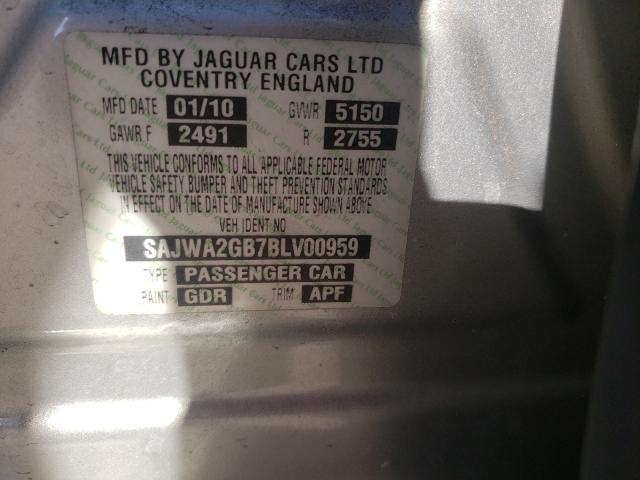 MFD BY JAGUAR CARS LTD
COVENTRY ENGLAND
MFD DATE 01/10 GVWR 5150
GAWR F 2491 R 2755
THIS VEHICLE CONFORMS TO ALL APPLICABLE FEDERAL MOTOR
VEHICLE SAFETY BUMPER AND THEFT PREVENTION STANDARDS
IN EFFECT ON THE DATE OF MANUFACTURE SHOWN ABOVE
VEH IDENT NO
SAJWA2GB7BLV00959
TYPE PASSENGER CAR
PAINT GDR TRIM APF